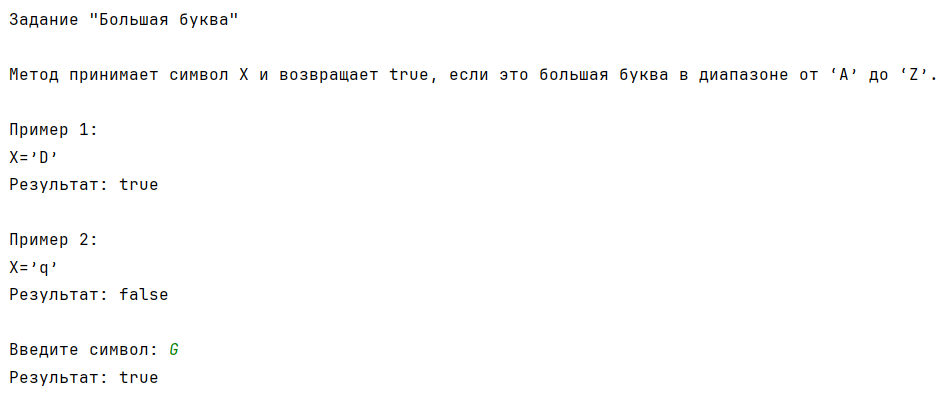 Задание "Большая буква"
Метод принимает символ X и возвращает true, если это большая буква в диапазоне от ‘A’ до ‘Z’.
Пример 1:
X=’D’
Результат: true
Пример 2:
X=’q’
Результат: false
Введите символ: G
Результат: true